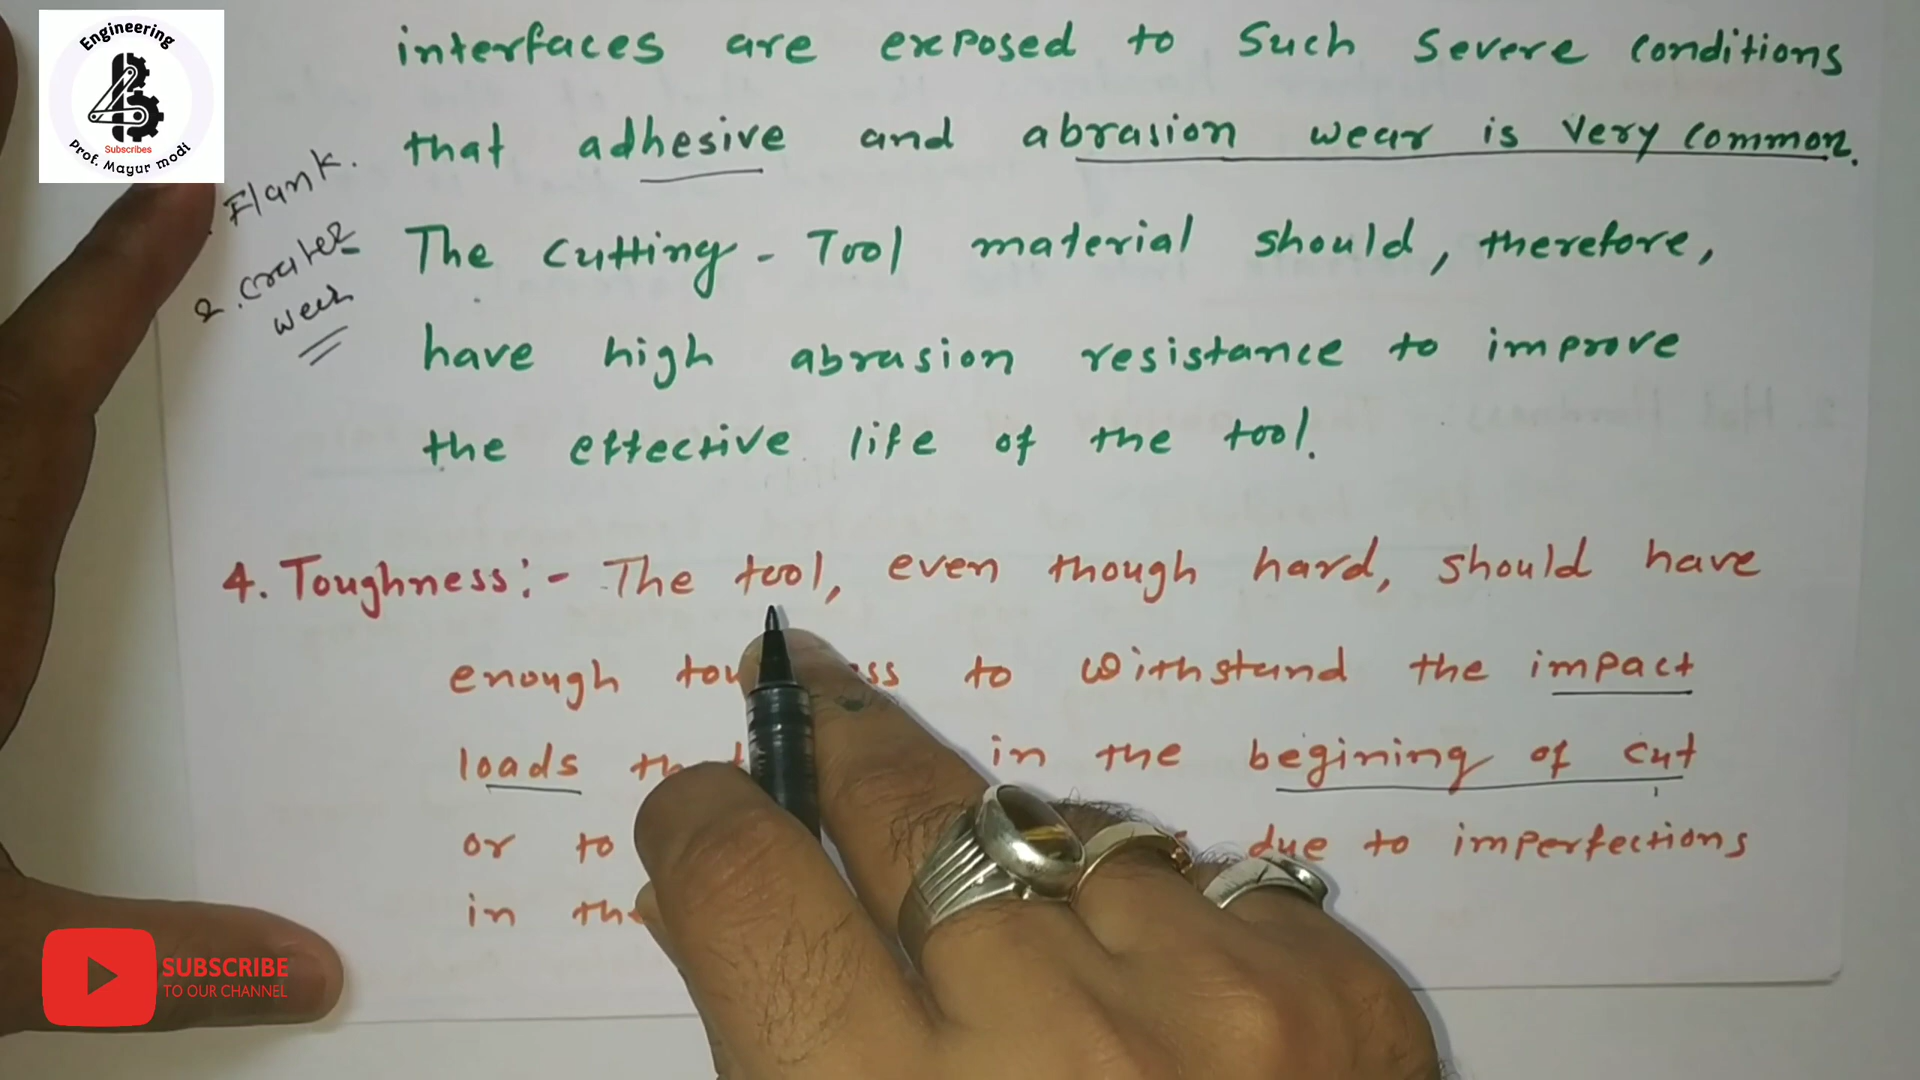 Engineering
Subscribes
Prof. Mayur modi
interfaces are exposed to such severe conditions
that adhesive and abrasion wear is very common.
Flank.
2. crater
wear
The cutting - Tool material should, therefore,
have high abrasion resistance to improve
the effective life of the tool.
4. Toughness:- The tool, even though hard, should have
enough to withstand the impact
loads in the begining of cut
or to due to imperfections
in
SUBSCRIBE
TO OUR CHANNEL